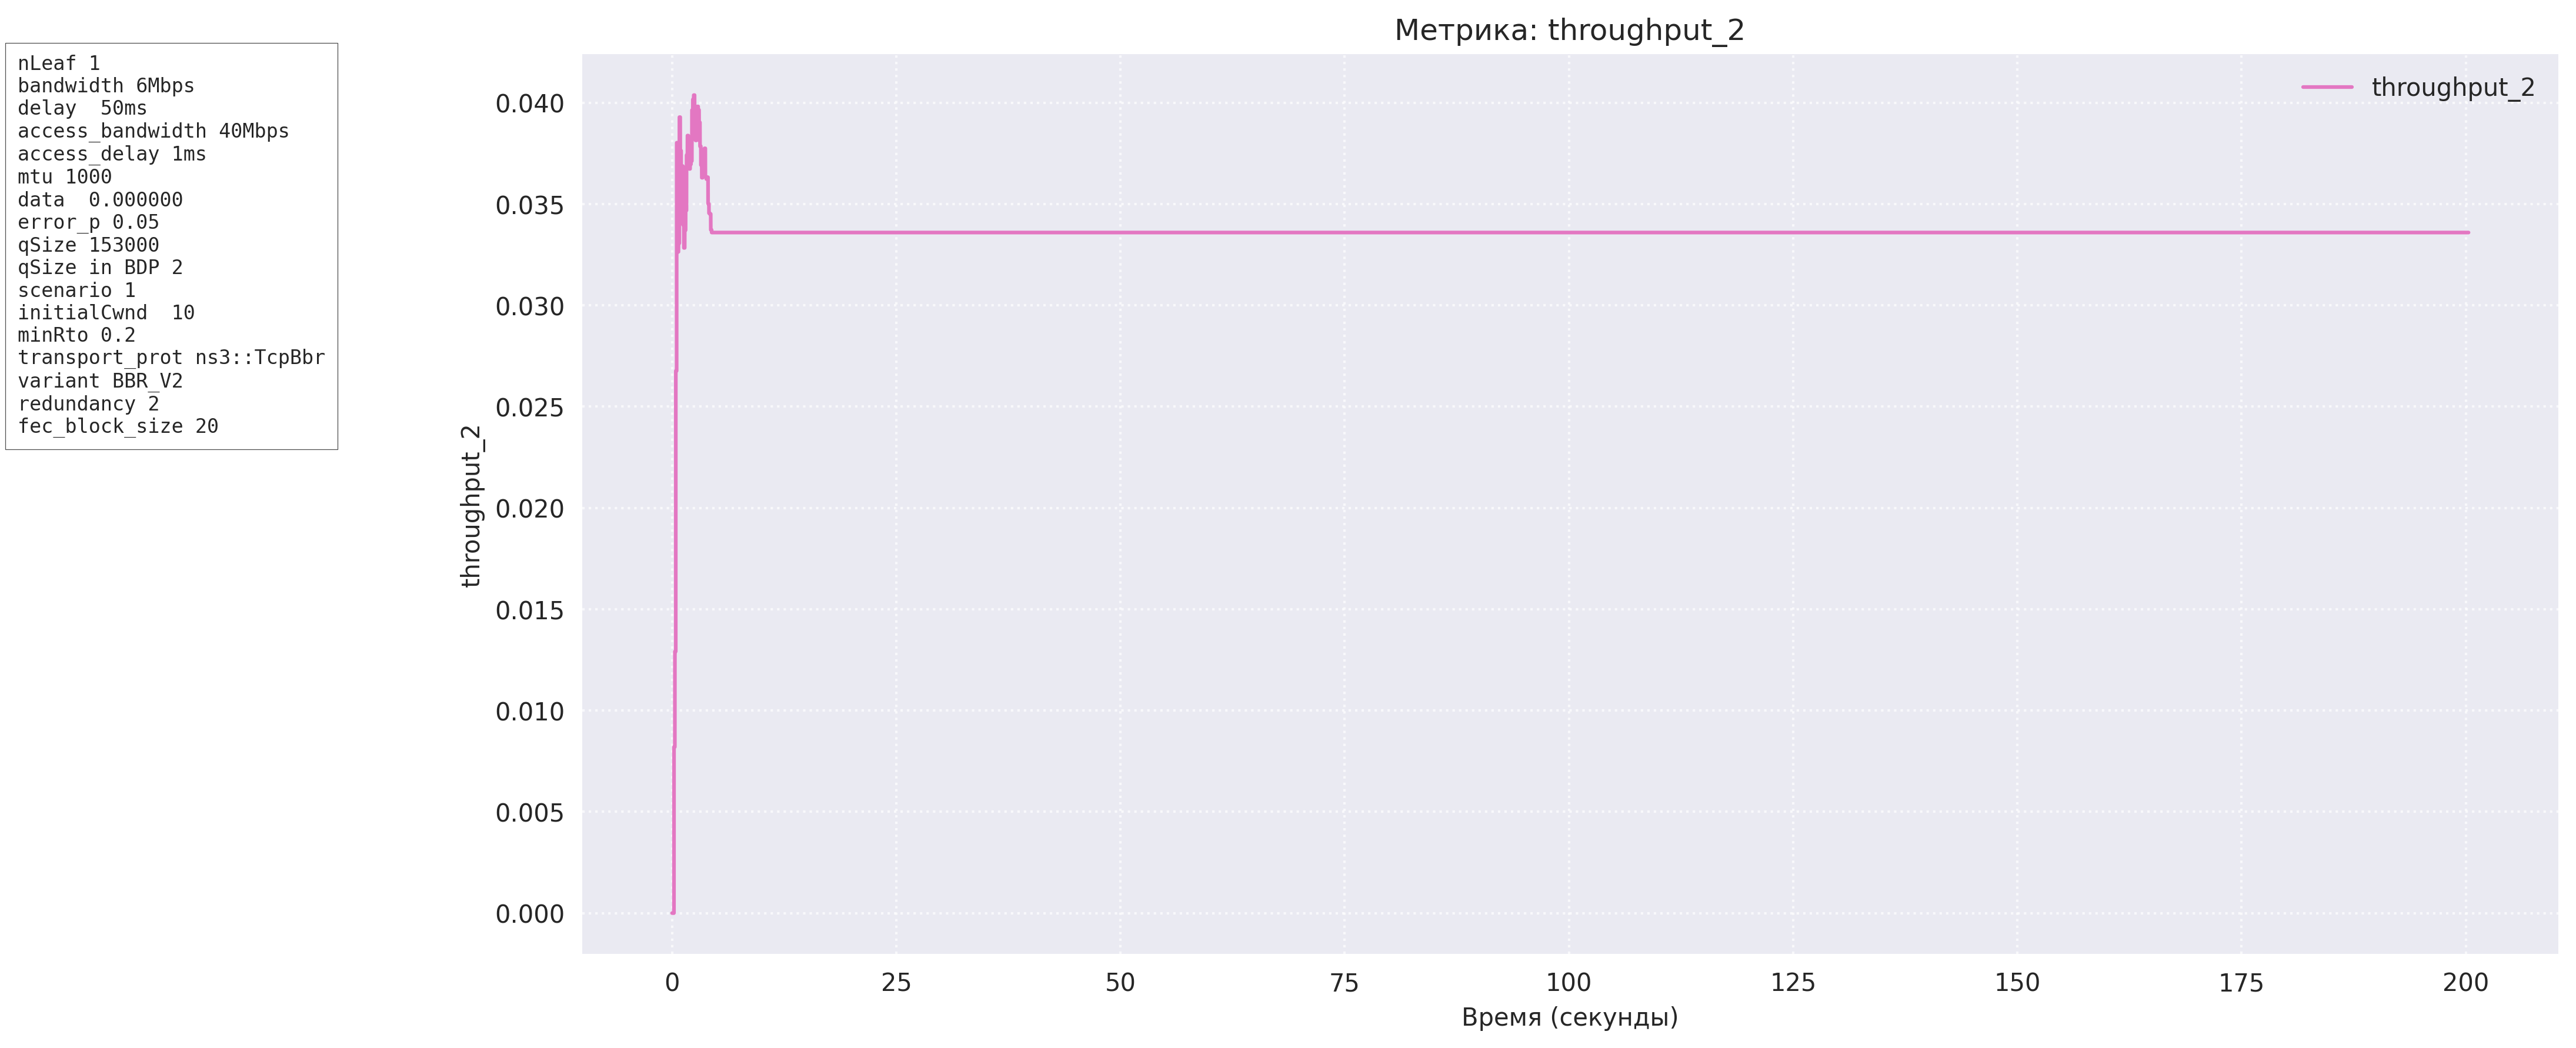 nLeaf 1
bandwidth 6Mbps
delay  50ms
access_bandwidth 40Mbps
access_delay 1ms
mtu 1000
data  0.000000
error_p 0.05
qSize 153000
qSize in BDP 2
scenario 1
initialCwnd  10
minRto 0.2
transport_prot ns3::TcpBbr
variant BBR_V2
redundancy 2
fec_block_size 20
Метрика: throughput_2
throughput_2
throughput_2
0.040
0.035
0.030
0.025
0.020
0.015
0.010
0.005
0.000
0 25 50 75 100 125 150 175 200
Время (секунды)